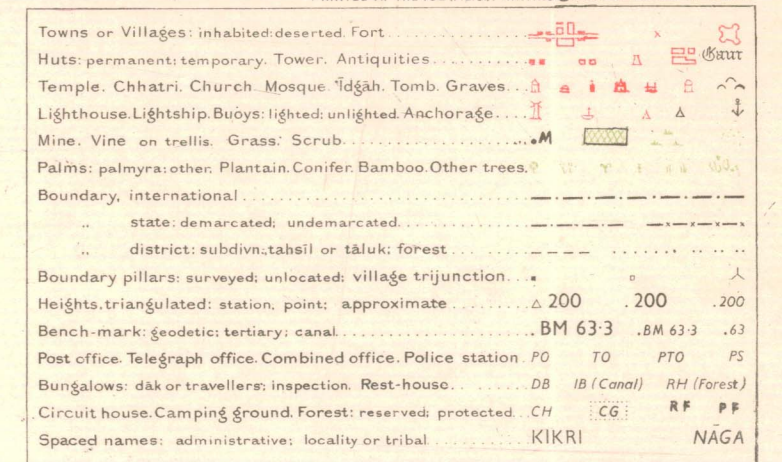 Towns or Villages: inhabited: deserted. Fort
Huts: permanent; temporary. Tower. Antiquities Gaur
Temple. Chhatri. Church. Mosque. Īdgāh. Tomb. Graves
Lighthouse. Lightship. Buoys: lighted; unlighted. Anchorage
Mine. Vine on trellis. Grass. Scrub .M
Palms: palmyra; other. Plantain. Conifer. Bamboo. Other trees.
Boundary, international
,, state: demarcated; undemarcated
,, district: subdivn., tahsīl or tāluk; forest
Boundary pillars: surveyed; unlocated; village trijunction
Heights, triangulated: station, point; approximate 200 .200 .200
Bench-mark: geodetic; tertiary; canal .BM 63·3 .BM 63·3 .63
Post office. Telegraph office. Combined office. Police station PO TO PTO PS
Bungalows: dāk or travellers'; inspection. Rest-house DB IB (Canal) RH (Forest)
Circuit house. Camping ground. Forest: reserved; protected CH CG RF PF
Spaced names: administrative; locality or tribal KIKRI NĀGA